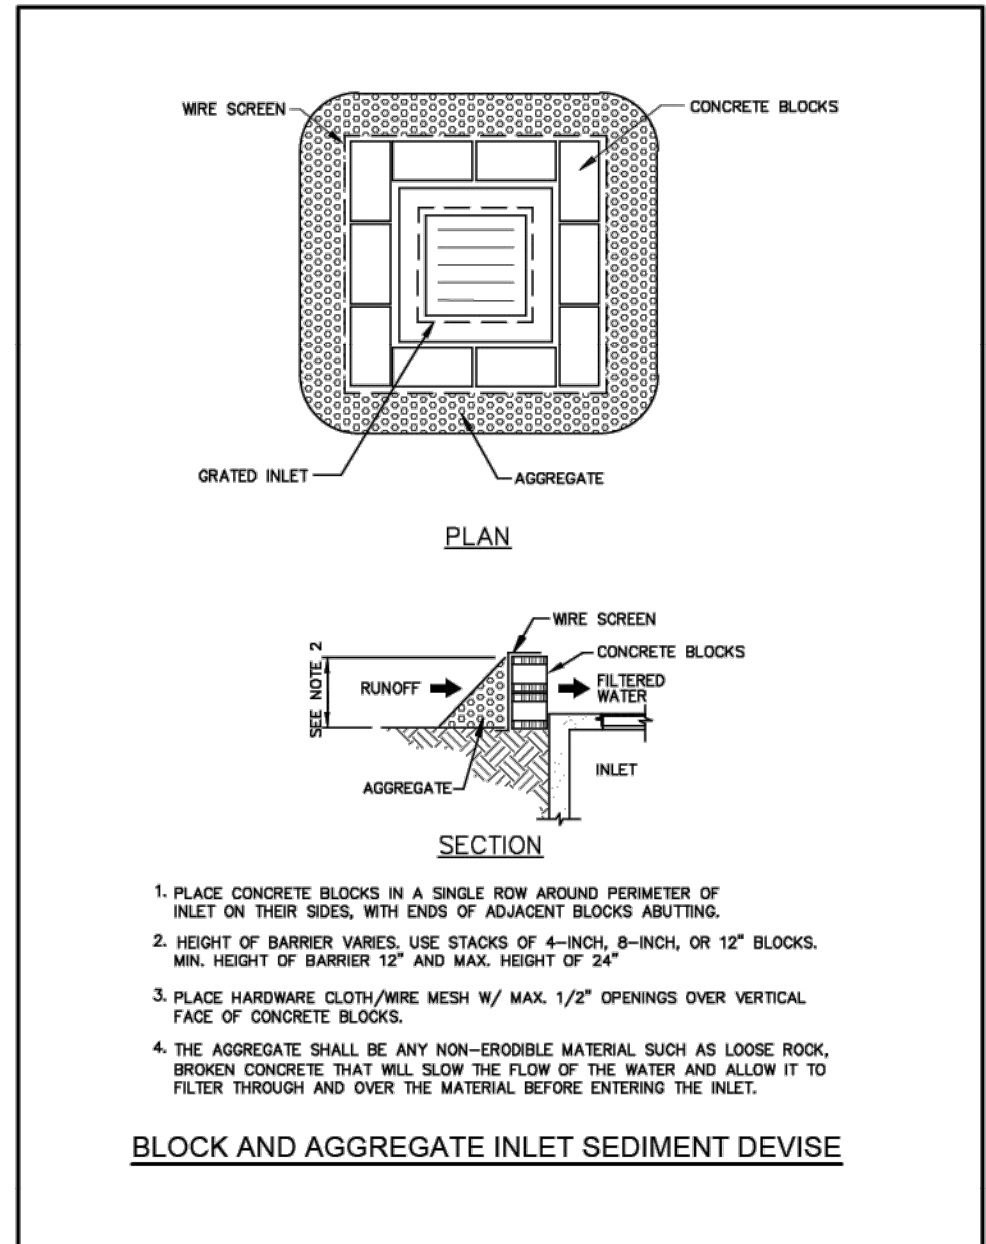 WIRE SCREEN
CONCRETE BLOCKS
GRATED INLET
AGGREGATE
PLAN
WIRE SCREEN
CONCRETE BLOCKS
SEE NOTE 2
RUNOFF
FILTERED
WATER
AGGREGATE
INLET
SECTION
1. PLACE CONCRETE BLOCKS IN A SINGLE ROW AROUND PERIMETER OF
INLET ON THEIR SIDES, WITH ENDS OF ADJACENT BLOCKS ABUTTING.
2. HEIGHT OF BARRIER VARIES. USE STACKS OF 4-INCH, 8-INCH, OR 12" BLOCKS.
MIN. HEIGHT OF BARRIER 12" AND MAX. HEIGHT OF 24"
3. PLACE HARDWARE CLOTH/WIRE MESH W/ MAX. 1/2" OPENINGS OVER VERTICAL
FACE OF CONCRETE BLOCKS.
4. THE AGGREGATE SHALL BE ANY NON-ERODIBLE MATERIAL SUCH AS LOOSE ROCK,
BROKEN CONCRETE THAT WILL SLOW THE FLOW OF THE WATER AND ALLOW IT TO
FILTER THROUGH AND OVER THE MATERIAL BEFORE ENTERING THE INLET.
BLOCK AND AGGREGATE INLET SEDIMENT DEVISE